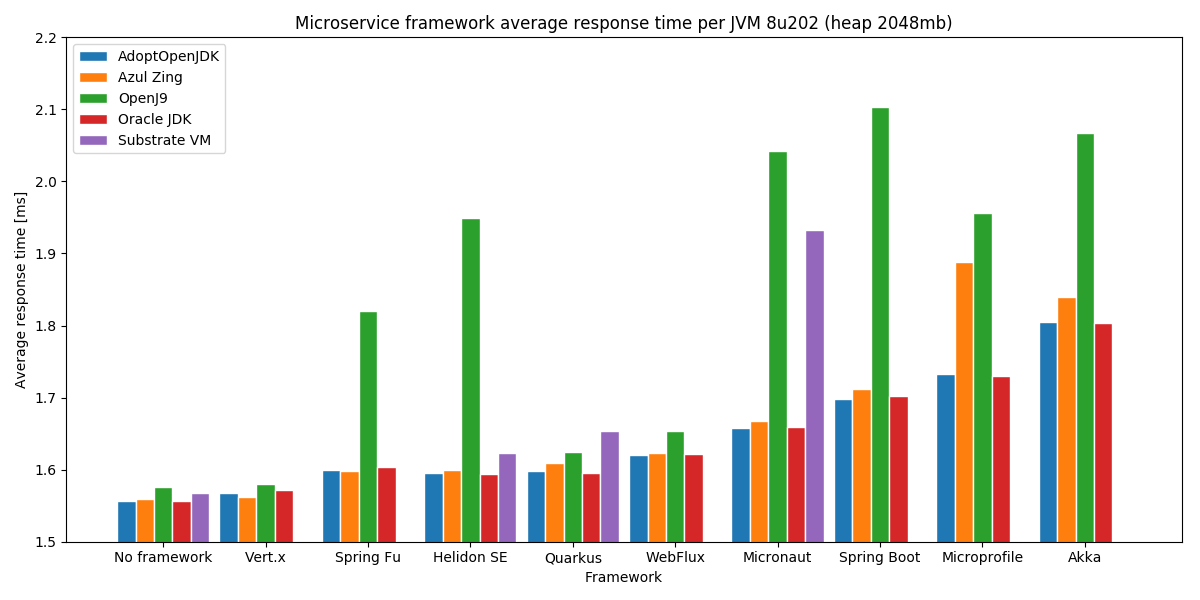 Microservice framework average response time per JVM 8u202 (heap 2048mb)
AdoptOpenJDK
Azul Zing
OpenJ9
Oracle JDK
Substrate VM
Average response time [ms]
2.2
2.1
2.0
1.9
1.8
1.7
1.6
1.5
No framework Vert.x Spring Fu Helidon SE Quarkus WebFlux Micronaut Spring Boot Microprofile Akka
Framework